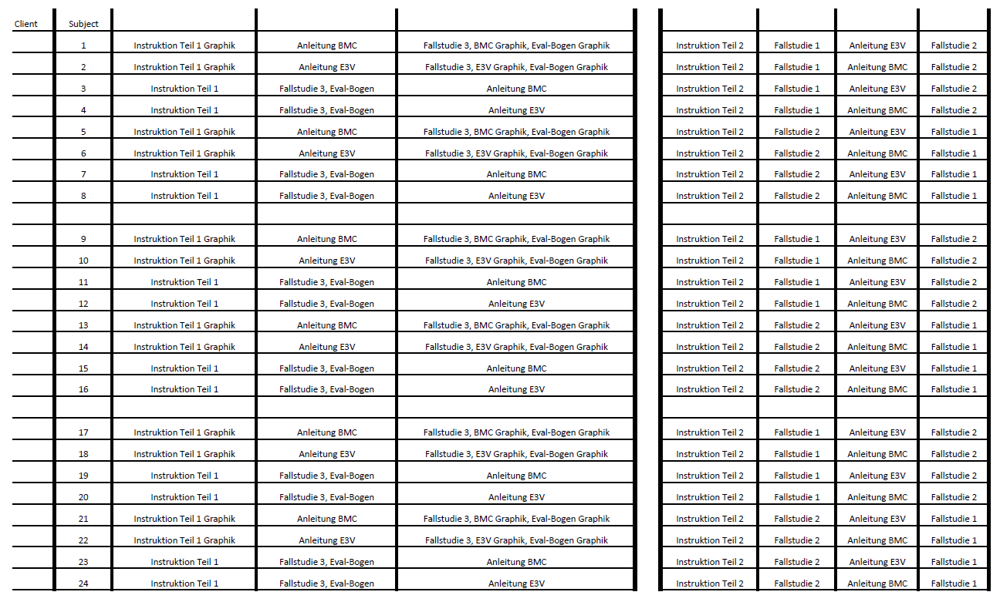 Client Subject
1 Instruktion Teil 1 Graphik Anleitung BMC Fallstudie 3, BMC Graphik, Eval-Bogen Graphik Instruktion Teil 2 Fallstudie 1 Anleitung E3V Fallstudie 2
2 Instruktion Teil 1 Graphik Anleitung E3V Fallstudie 3, E3V Graphik, Eval-Bogen Graphik Instruktion Teil 2 Fallstudie 1 Anleitung BMC Fallstudie 2
3 Instruktion Teil 1 Fallstudie 3, Eval-Bogen Anleitung BMC Instruktion Teil 2 Fallstudie 1 Anleitung E3V Fallstudie 2
4 Instruktion Teil 1 Fallstudie 3, Eval-Bogen Anleitung E3V Instruktion Teil 2 Fallstudie 1 Anleitung BMC Fallstudie 2
5 Instruktion Teil 1 Graphik Anleitung BMC Fallstudie 3, BMC Graphik, Eval-Bogen Graphik Instruktion Teil 2 Fallstudie 2 Anleitung E3V Fallstudie 1
6 Instruktion Teil 1 Graphik Anleitung E3V Fallstudie 3, E3V Graphik, Eval-Bogen Graphik Instruktion Teil 2 Fallstudie 2 Anleitung BMC Fallstudie 1
7 Instruktion Teil 1 Fallstudie 3, Eval-Bogen Anleitung BMC Instruktion Teil 2 Fallstudie 2 Anleitung E3V Fallstudie 1
8 Instruktion Teil 1 Fallstudie 3, Eval-Bogen Anleitung E3V Instruktion Teil 2 Fallstudie 2 Anleitung BMC Fallstudie 1
9 Instruktion Teil 1 Graphik Anleitung BMC Fallstudie 3, BMC Graphik, Eval-Bogen Graphik Instruktion Teil 2 Fallstudie 1 Anleitung E3V Fallstudie 2
10 Instruktion Teil 1 Graphik Anleitung E3V Fallstudie 3, E3V Graphik, Eval-Bogen Graphik Instruktion Teil 2 Fallstudie 1 Anleitung BMC Fallstudie 2
11 Instruktion Teil 1 Fallstudie 3, Eval-Bogen Anleitung BMC Instruktion Teil 2 Fallstudie 1 Anleitung E3V Fallstudie 2
12 Instruktion Teil 1 Fallstudie 3, Eval-Bogen Anleitung E3V Instruktion Teil 2 Fallstudie 1 Anleitung BMC Fallstudie 2
13 Instruktion Teil 1 Graphik Anleitung BMC Fallstudie 3, BMC Graphik, Eval-Bogen Graphik Instruktion Teil 2 Fallstudie 2 Anleitung E3V Fallstudie 1
14 Instruktion Teil 1 Graphik Anleitung E3V Fallstudie 3, E3V Graphik, Eval-Bogen Graphik Instruktion Teil 2 Fallstudie 2 Anleitung BMC Fallstudie 1
15 Instruktion Teil 1 Fallstudie 3, Eval-Bogen Anleitung BMC Instruktion Teil 2 Fallstudie 2 Anleitung E3V Fallstudie 1
16 Instruktion Teil 1 Fallstudie 3, Eval-Bogen Anleitung E3V Instruktion Teil 2 Fallstudie 2 Anleitung BMC Fallstudie 1
17 Instruktion Teil 1 Graphik Anleitung BMC Fallstudie 3, BMC Graphik, Eval-Bogen Graphik Instruktion Teil 2 Fallstudie 1 Anleitung E3V Fallstudie 2
18 Instruktion Teil 1 Graphik Anleitung E3V Fallstudie 3, E3V Graphik, Eval-Bogen Graphik Instruktion Teil 2 Fallstudie 1 Anleitung BMC Fallstudie 2
19 Instruktion Teil 1 Fallstudie 3, Eval-Bogen Anleitung BMC Instruktion Teil 2 Fallstudie 1 Anleitung E3V Fallstudie 2
20 Instruktion Teil 1 Fallstudie 3, Eval-Bogen Anleitung E3V Instruktion Teil 2 Fallstudie 1 Anleitung BMC Fallstudie 2
21 Instruktion Teil 1 Graphik Anleitung BMC Fallstudie 3, BMC Graphik, Eval-Bogen Graphik Instruktion Teil 2 Fallstudie 2 Anleitung E3V Fallstudie 1
22 Instruktion Teil 1 Graphik Anleitung E3V Fallstudie 3, E3V Graphik, Eval-Bogen Graphik Instruktion Teil 2 Fallstudie 2 Anleitung BMC Fallstudie 1
23 Instruktion Teil 1 Fallstudie 3, Eval-Bogen Anleitung BMC Instruktion Teil 2 Fallstudie 2 Anleitung E3V Fallstudie 1
24 Instruktion Teil 1 Fallstudie 3, Eval-Bogen Anleitung E3V Instruktion Teil 2 Fallstudie 2 Anleitung BMC Fallstudie 1